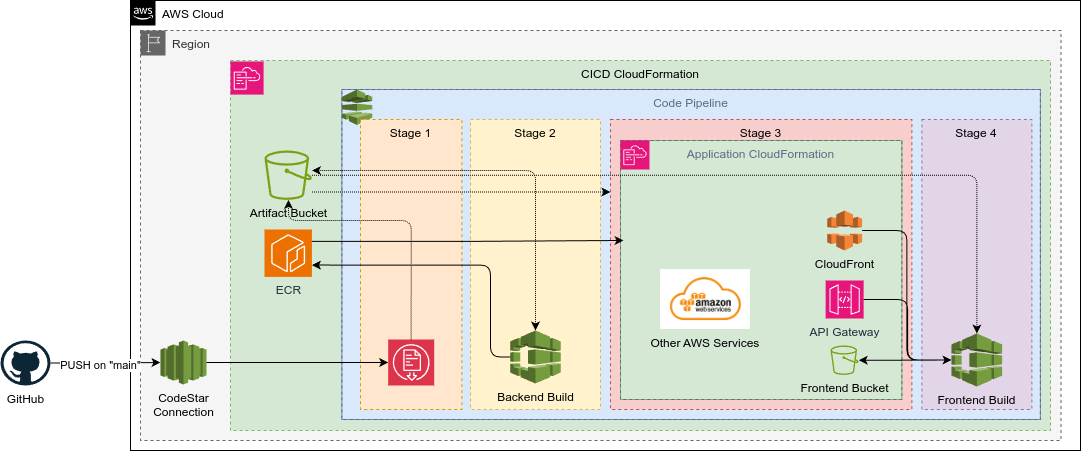 aws
AWS Cloud
Region
CICD CloudFormation
Code Pipeline
Stage 1
Stage 2
Stage 3
Stage 4
Application CloudFormation
Artifact Bucket
ECR
CloudFront
amazon
webservices
Other AWS Services
API Gateway
Frontend Bucket
PUSH on "main"
GitHub
CodeStar
Connection
Backend Build
Frontend Build